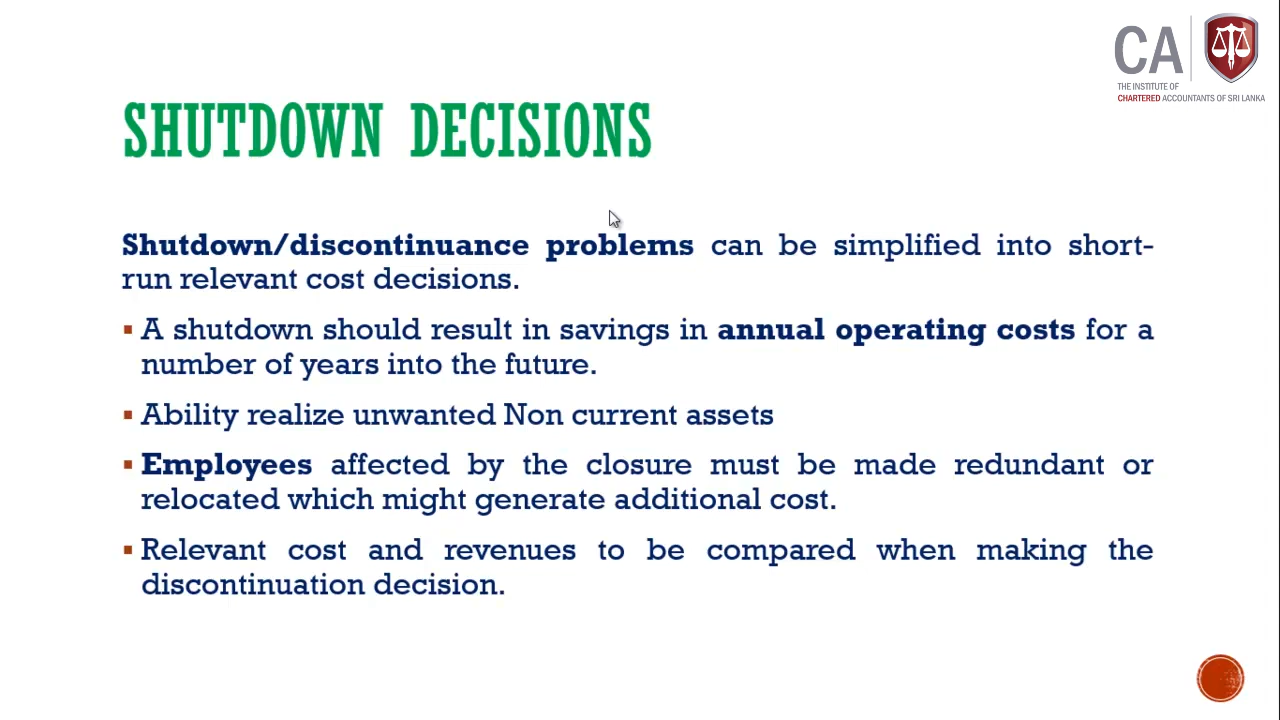 CA
THE INSTITUTE OF
CHARTERED ACCOUNTANTS OF SRI LANKA
SHUTDOWN DECISIONS
Shutdown/discontinuance problems can be simplified into short-
run relevant cost decisions.
▪ A shutdown should result in savings in annual operating costs for a
number of years into the future.
▪ Ability realize unwanted Non current assets
▪ Employees affected by the closure must be made redundant or
relocated which might generate additional cost.
▪ Relevant cost and revenues to be compared when making the
discontinuation decision.